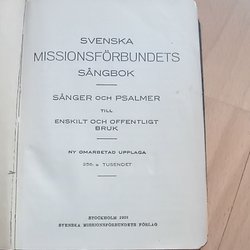 SVENSKA
MISSIONSFÖRBUNDETS
SÅNGBOK
SÅNGER OCH PSALMER
TILL
ENSKILT OCH OFFENTLIGT
BRUK
NY OMARBETAD UPPLAGA
256:e TUSENDET
STOCKHOLM
SVENSKA MISSIONSFÖRBUNDETS FÖRLAG